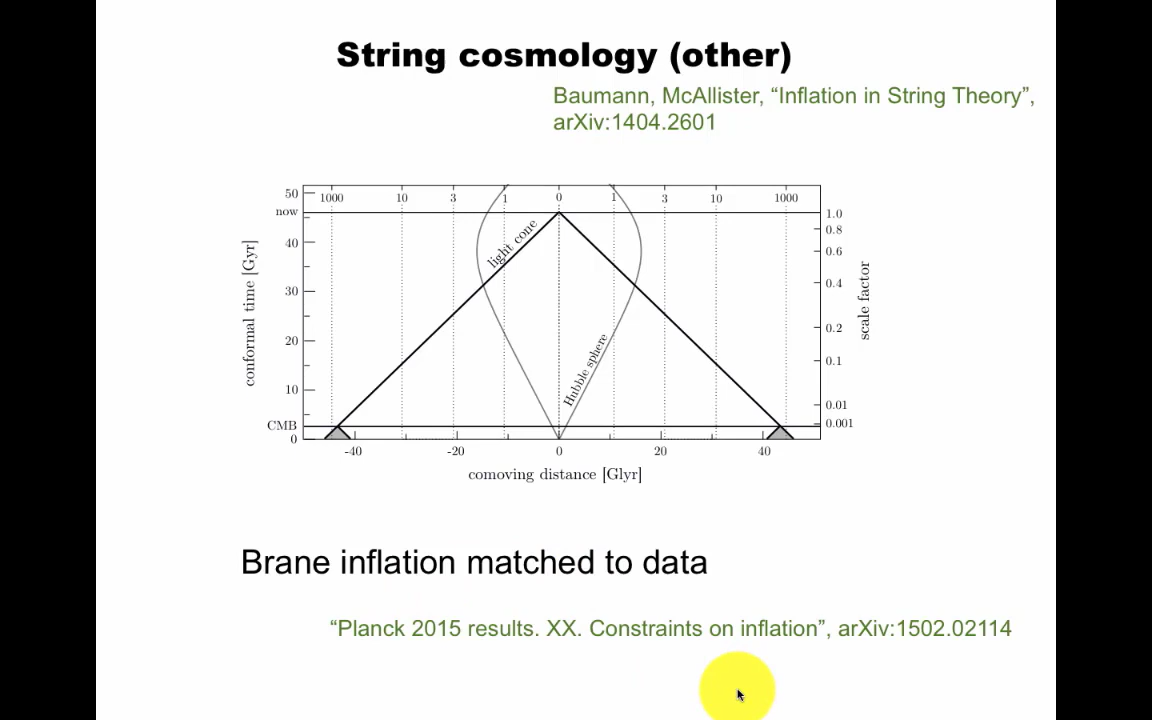 String cosmology (other)
Baumann, McAllister, “Inflation in String Theory”,
arXiv:1404.2601
50 1000 10 3 1 0 1 3 10 1000
now 1.0
0.8
40 0.6
light cone
30 0.4
20 0.2
0.1
10
0.01
CMB 0.001
0
Hubble sphere
conformal time [Gyr]
scale factor
-40 -20 0 20 40
comoving distance [Glyr]
Brane inflation matched to data
“Planck 2015 results. XX. Constraints on inflation”, arXiv:1502.02114